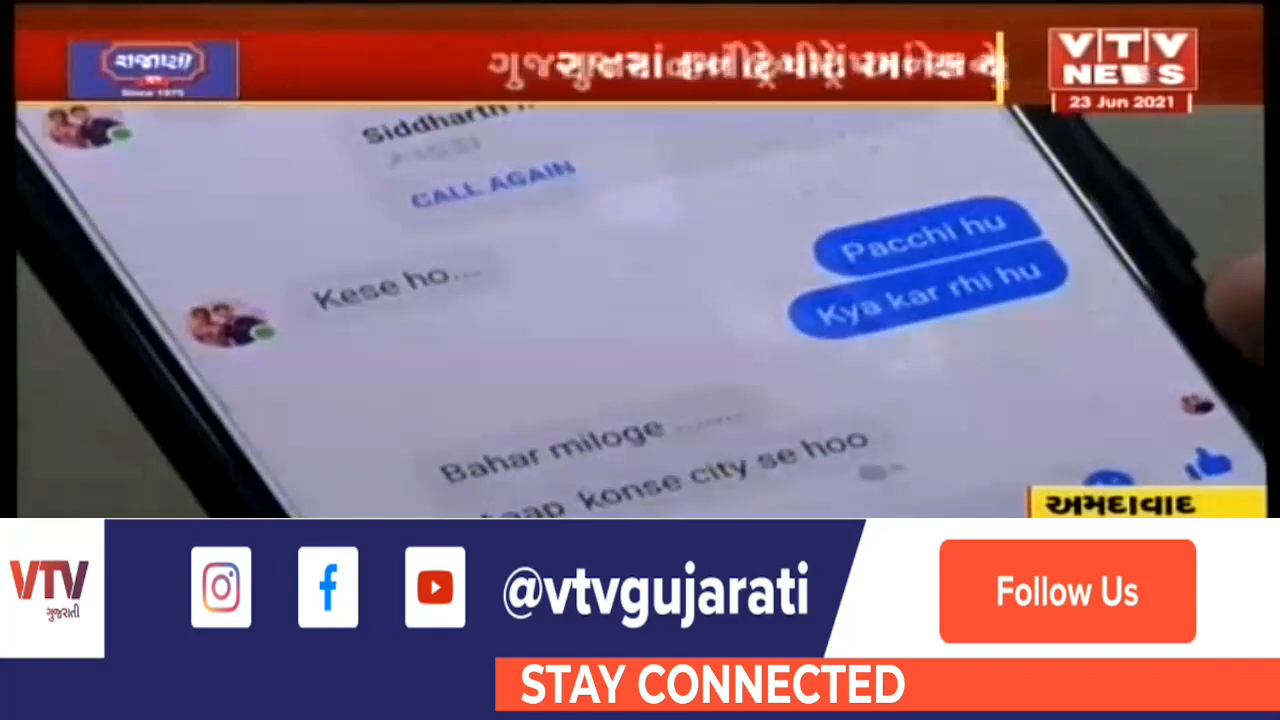 રાજાણી
Since 1975
VTV
NEWS
23 Jun 2021
Siddharth
CALL AGAIN
Pacchi hu
Kese ho....
Kya kar rhi hu
Bahar miloge ........
konse city se hoo
અમદાવાદ
VTV
ગુજરાતી
@vtvgujarati
Follow Us
STAY CONNECTED